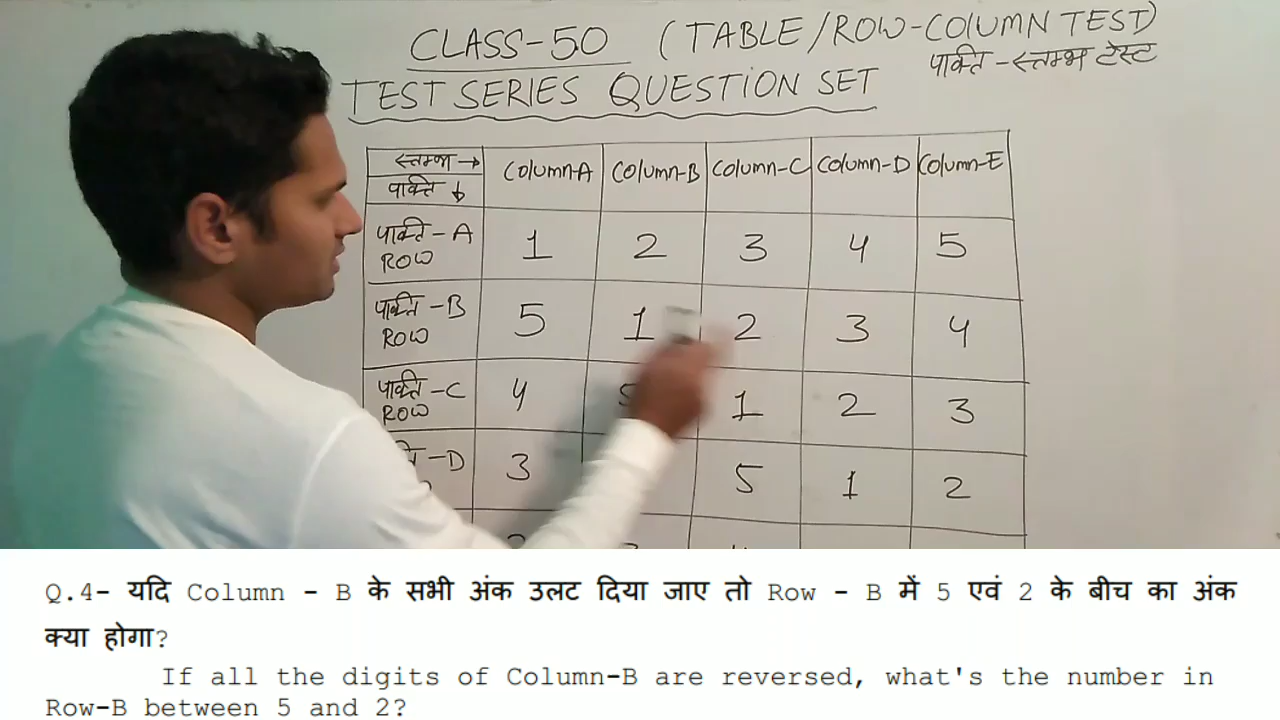 CLASS-50 (TABLE/ROW-COLUMN TEST)
पंक्ति-स्तम्भ टेस्ट
TEST SERIES QUESTION SET
स्तम्भ → COlUMN-A COlUMN-B COlUMN-C COlUMN-D COlUMN-E
पंक्ति ↓
पंक्ति-A ROW 1 2 3 4 5
पंक्ति-B ROW 5 1 2 3 4
पंक्ति-C ROW 4 1 2 3
-D 3 5 1 2
Q.4- यदि Column - B के सभी अंक उलट दिया जाए तो Row - B में 5 एवं 2 के बीच का अंक
क्या होगा?
If all the digits of Column-B are reversed, what's the number in
Row-B between 5 and 2?